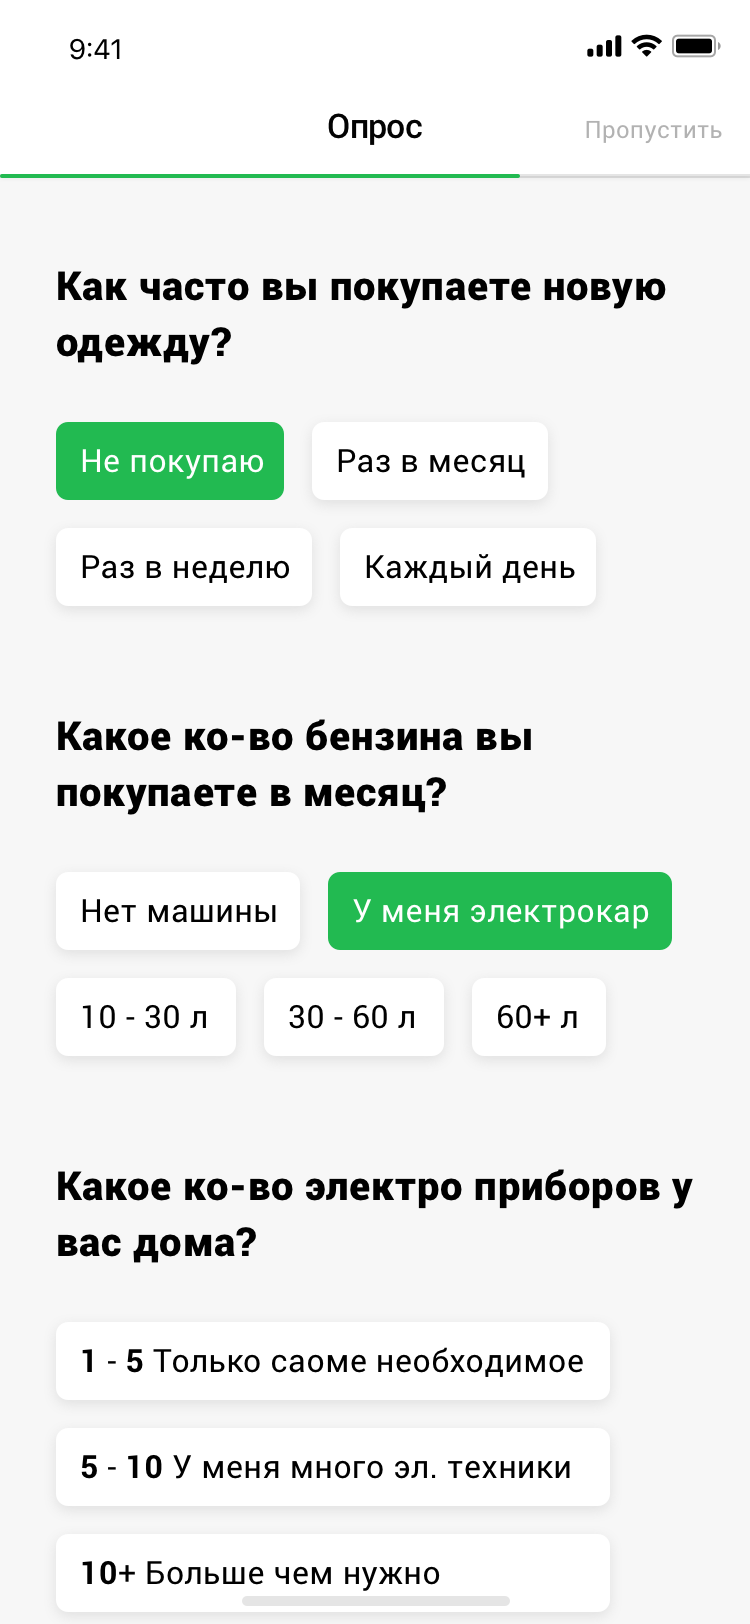 9:41
Опрос
Пропустить
Как часто вы покупаете новую
одежду?
Не покупаю
Раз в месяц
Раз в неделю
Каждый день
Какое ко-во бензина вы
покупаете в месяц?
Нет машины
У меня электрокар
10 - 30 л
30 - 60 л
60+ л
Какое ко-во электро приборов у
вас дома?
1 - 5 Только саоме необходимое
5 - 10 У меня много эл. техники
10+ Больше чем нужно